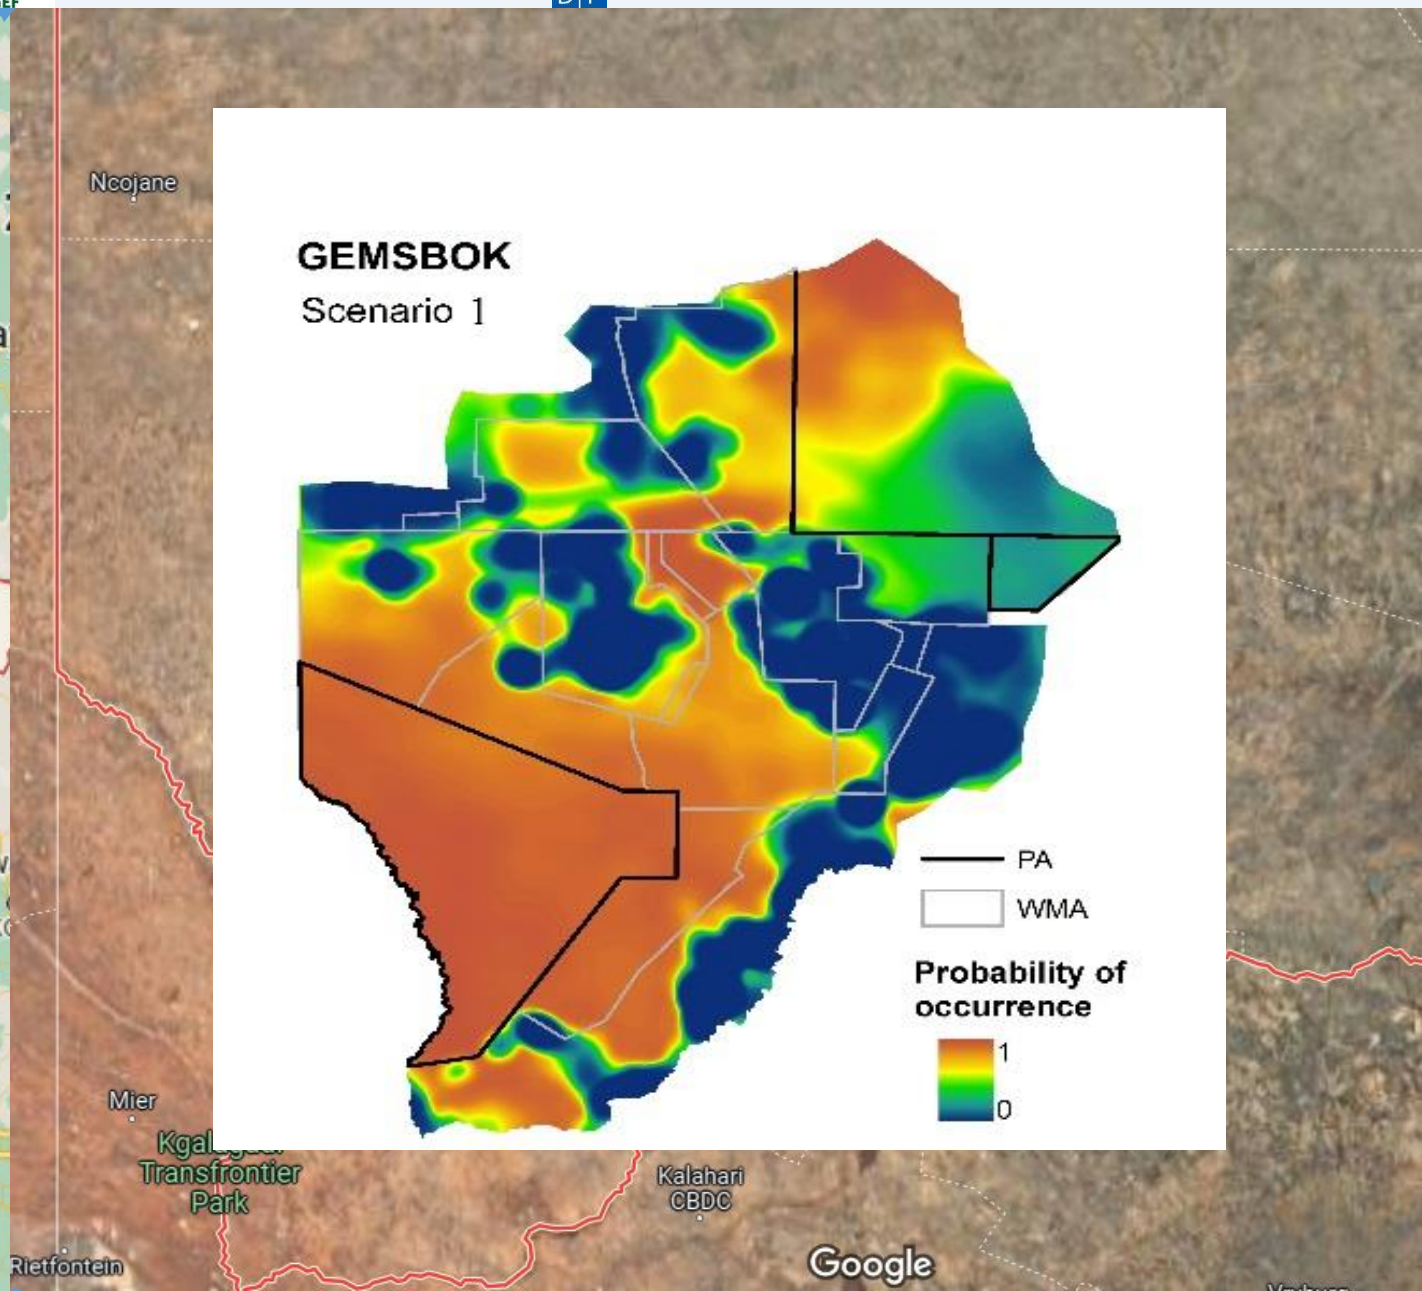 Ncojane
GEMSBOK
Scenario 1
PA
WMA
Probability of
occurrence
1
0
Mier
Transfrontier
Park
Kalahari
CBDC
Rietfontein
Google